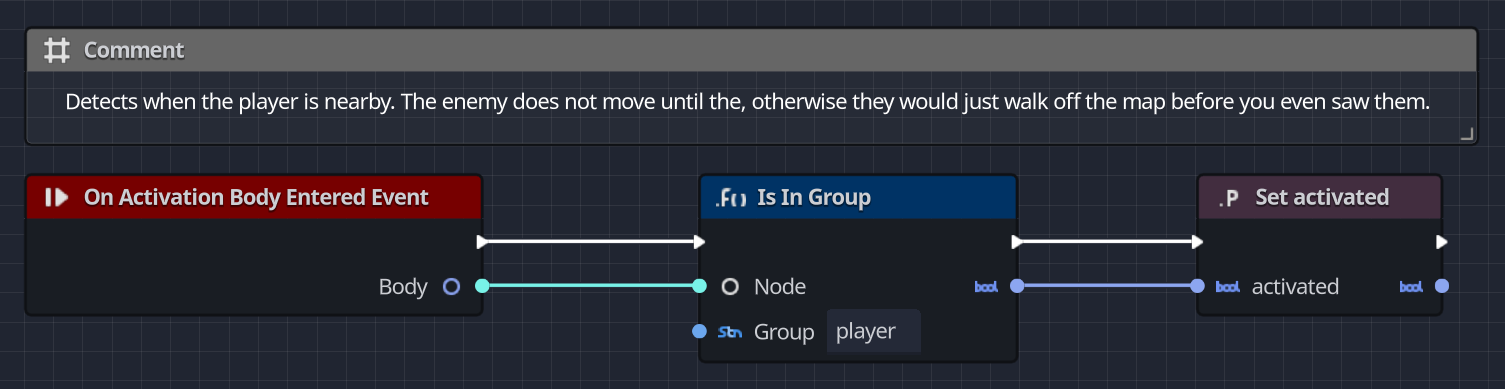 Comment
Detects when the player is nearby. The enemy does not move until the, otherwise they would just walk off the map before you even saw them.
On Activation Body Entered Event
.fn Is In Group
.P Set activated
Body
Node
bool
bool activated
bool
Stn Group player